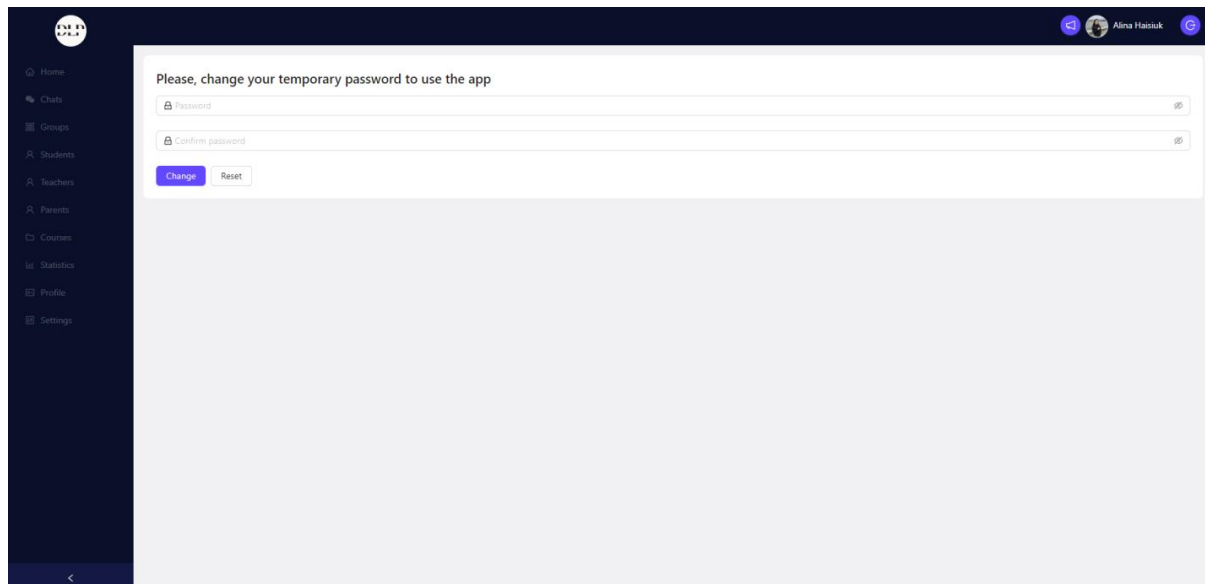 DLP
Alina Haisiuk
Home
Chats
Groups
Students
Teachers
Parents
Courses
Statistics
Profile
Settings
Please, change your temporary password to use the app
Password
Confirm password
Change
Reset